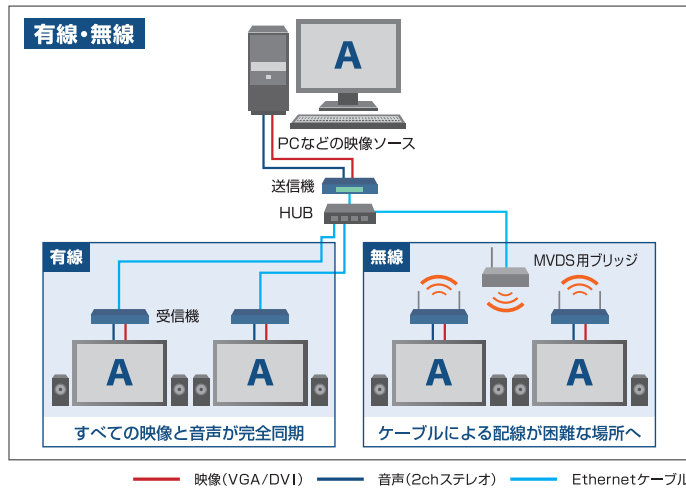 有線・無線
A
PCなどの映像ソース
送信機
HUB
有線
受信機
A
A
すべての映像と音声が完全同期
無線
MVDS用ブリッジ
A
A
ケーブルによる配線が困難な場所へ
映像(VGA/DVI)
音声(2chステレオ)
Ethernetケーブル